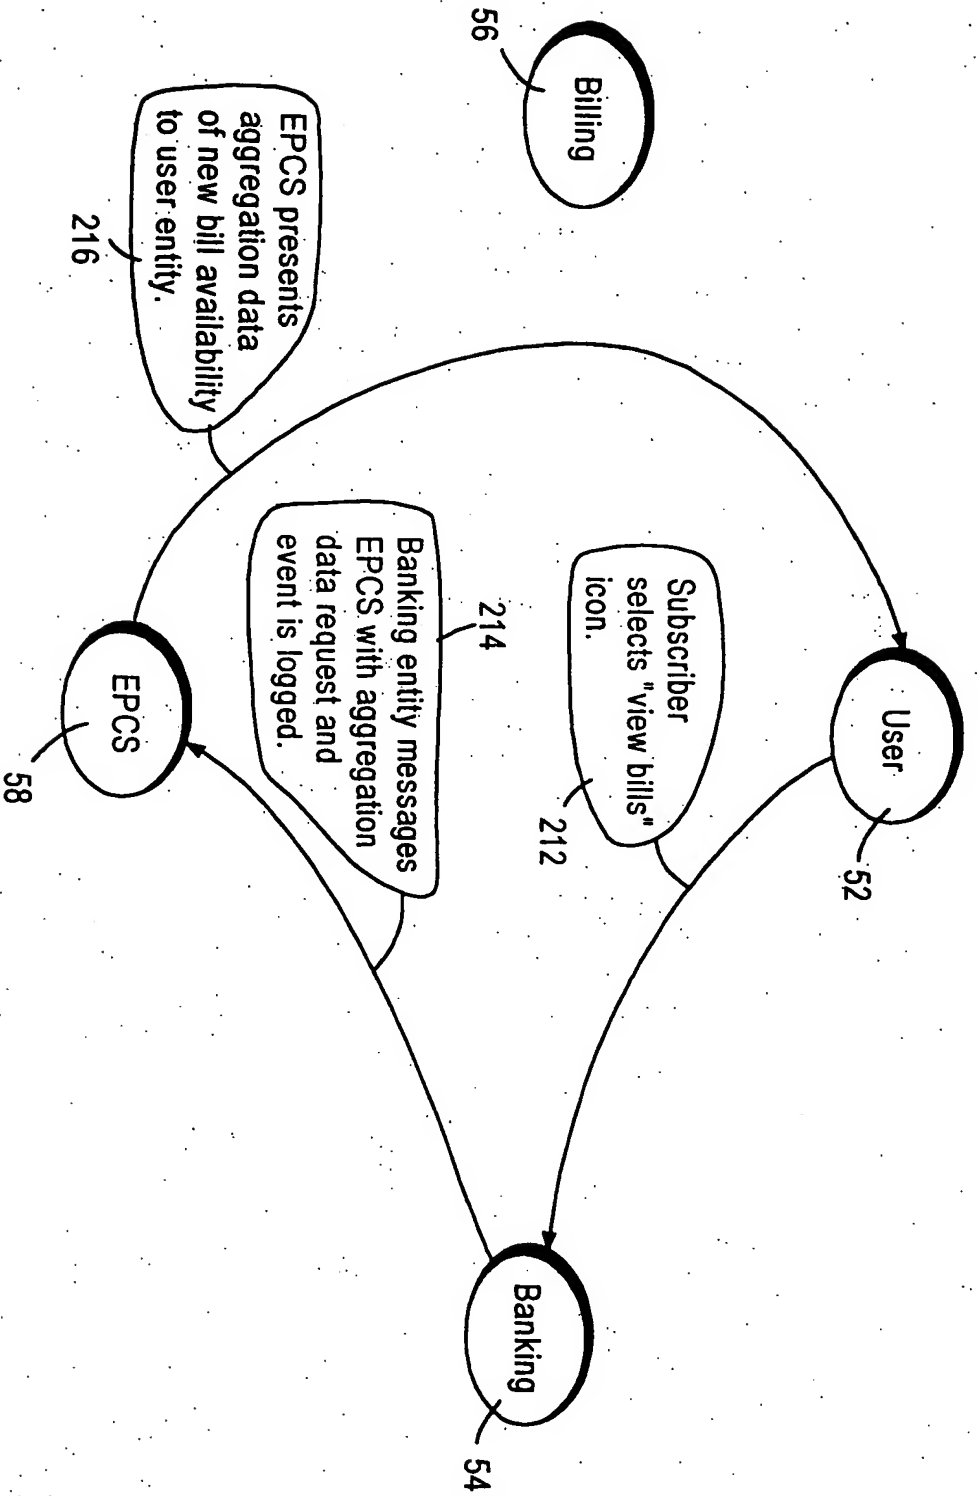 User
52
Subscriber
selects "view bills"
icon.
212
Billing
56
Banking
54
Banking entity messages
EPCS with aggregation
data request and
event is logged.
214
EPCS presents
aggregation data
of new bill availability
to user entity.
216
EPCS
58